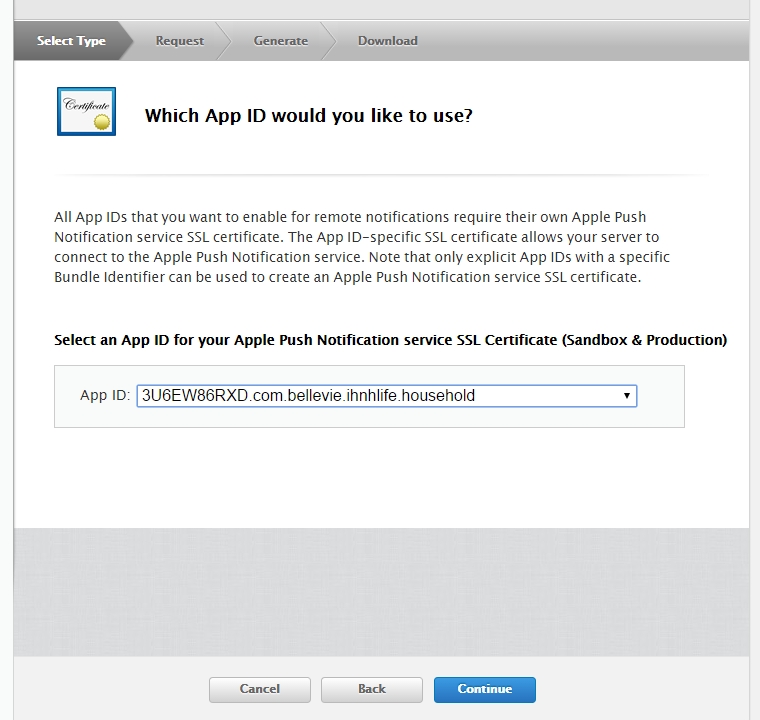 Select Type Request Generate Download
Certificate
Which App ID would you like to use?
All App IDs that you want to enable for remote notifications require their own Apple Push
Notification service SSL certificate. The App ID-specific SSL certificate allows your server to
connect to the Apple Push Notification service. Note that only explicit App IDs with a specific
Bundle Identifier can be used to create an Apple Push Notification service SSL certificate.
Select an App ID for your Apple Push Notification service SSL Certificate (Sandbox & Production)
App ID: 3U6EW86RXD.com.bellevie.ihnhlife.household
Cancel Back Continue